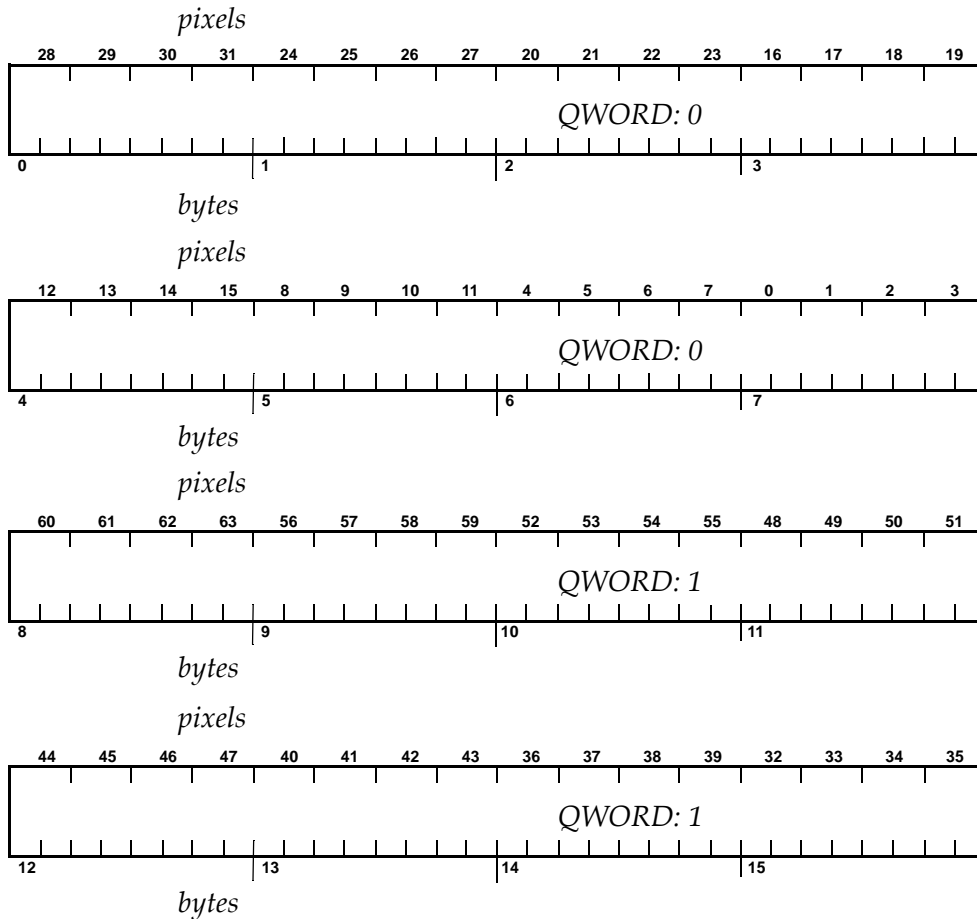 pixels
28 29 30 31 24 25 26 27 20 21 22 23 16 17 18 19
QWORD: 0
0 1 2 3
bytes
pixels
12 13 14 15 8 9 10 11 4 5 6 7 0 1 2 3
QWORD: 0
4 5 6 7
bytes
pixels
60 61 62 63 56 57 58 59 52 53 54 55 48 49 50 51
QWORD: 1
8 9 10 11
bytes
pixels
44 45 46 47 40 41 42 43 36 37 38 39 32 33 34 35
QWORD: 1
12 13 14 15
bytes